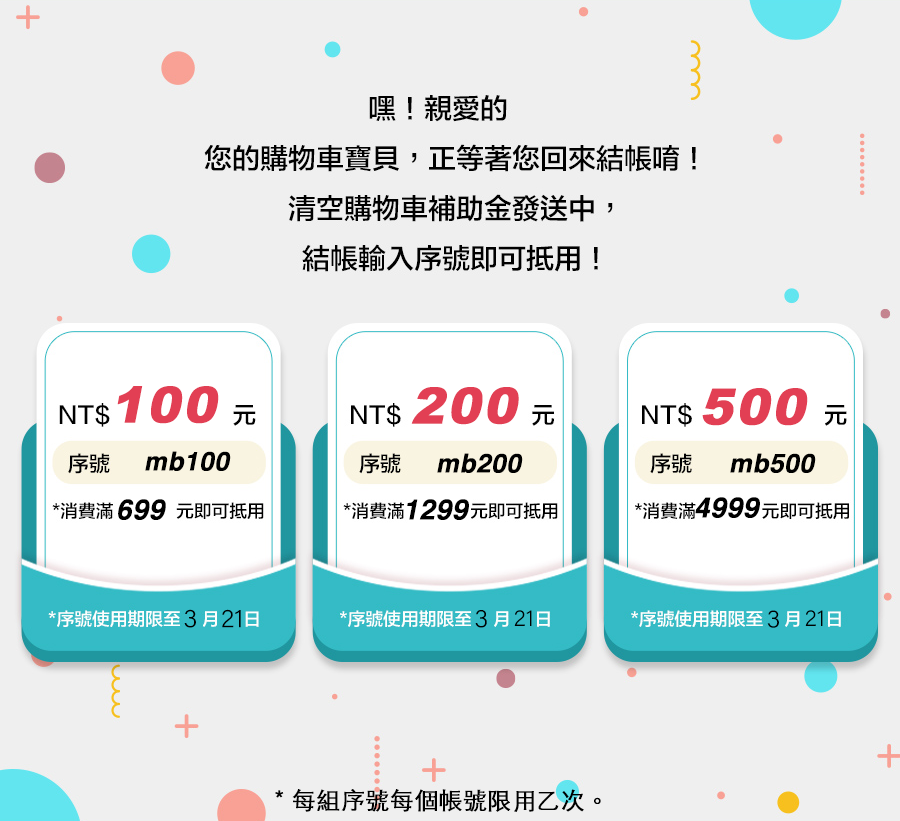 嘿！親愛的
您的購物車寶貝，正等著您回來結帳唷！
清空購物車補助金發送中，
結帳輸入序號即可抵用！
NT$ 100 元
序號 mb100
*消費滿 699 元即可抵用
*序號使用期限至 3 月 21日
NT$ 200 元
序號 mb200
*消費滿1299元即可抵用
*序號使用期限至 3 月 21日
NT$ 500 元
序號 mb500
*消費滿4999元即可抵用
*序號使用期限至 3 月 21日
* 每組序號每個帳號限用乙次。